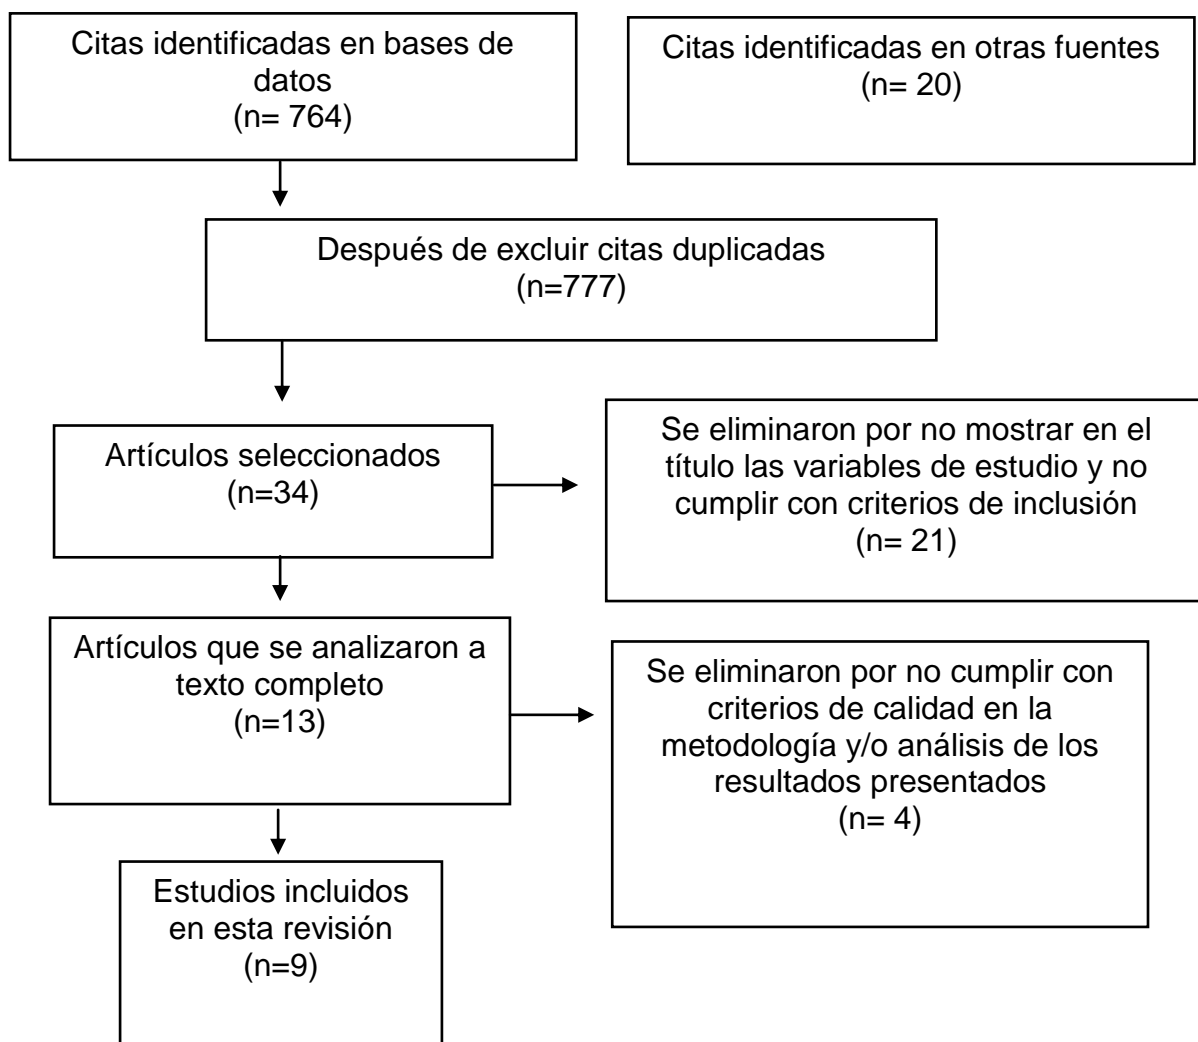 Citas identificadas en bases de
datos
(n= 764)
Citas identificadas en otras fuentes
(n= 20)
Después de excluir citas duplicadas
(n=777)
Artículos seleccionados
(n=34)
Se eliminaron por no mostrar en el
título las variables de estudio y no
cumplir con criterios de inclusión
(n= 21)
Artículos que se analizaron a
texto completo
(n=13)
Se eliminaron por no cumplir con
criterios de calidad en la
metodología y/o análisis de los
resultados presentados
(n= 4)
Estudios incluidos
en esta revisión
(n=9)